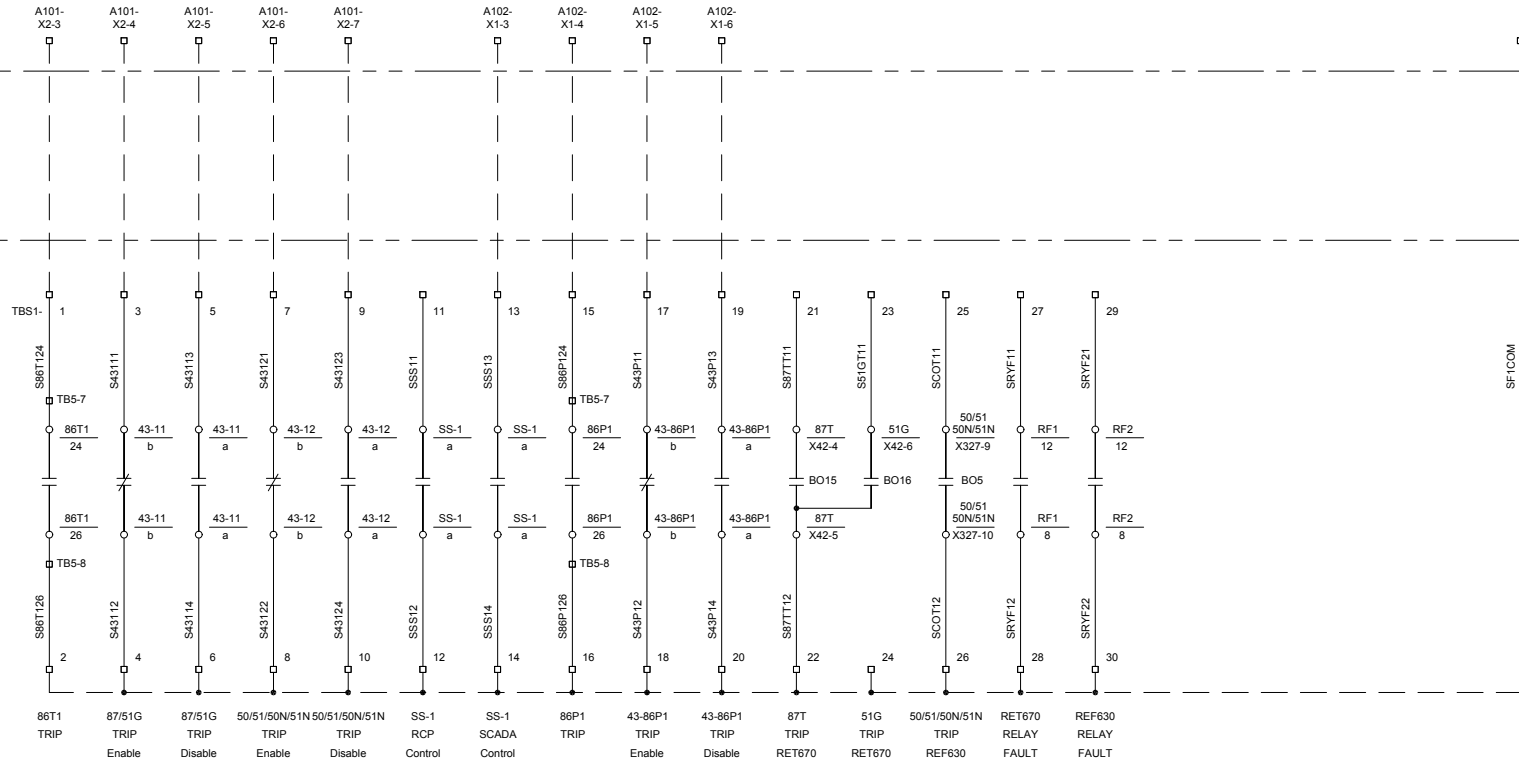 A101- A101- A101- A101- A101- A102- A102- A102- A102-
X2-3 X2-4 X2-5 X2-6 X2-7 X1-3 X1-4 X1-5 X1-6
TBS1- 1 3 5 7 9 11 13 15 17 19 21 23 25 27 29
S86T124 S43111 S43113 S43121 S43123 SSS11 SSS13 S86P124 S43P11 S43P13 S87TT11 S51GT11 SCOT11 SRYF11 SRYF21 SF1COM
TB5-7 TB5-7
50/51
86T1 43-11 43-11 43-12 43-12 SS-1 SS-1 86P1 43-86P1 43-86P1 87T 51G 50N/51N RF1 RF2
24 b a b a a a 24 b a X42-4 X42-6 X327-9 12 12
BO15 BO16 BO5
50/51
86T1 43-11 43-11 43-12 43-12 SS-1 SS-1 86P1 43-86P1 43-86P1 87T 50N/51N RF1 RF2
26 b a b a a a 26 b a X42-5 X327-10 8 8
TB5-8 TB5-8
S86T126 S43112 S43114 S43122 S43124 SSS12 SSS14 S86P126 S43P12 S43P14 S87TT12 SCOT12 SRYF12 SRYF22
2 4 6 8 10 12 14 16 18 20 22 24 26 28 30
86T1 87/51G 87/51G 50/51/50N/51N 50/51/50N/51N SS-1 SS-1 86P1 43-86P1 43-86P1 87T 51G 50/51/50N/51N RET670 REF630
TRIP TRIP TRIP TRIP TRIP RCP SCADA TRIP TRIP TRIP TRIP TRIP TRIP RELAY RELAY
Enable Disable Enable Disable Control Control Enable Disable RET670 RET670 REF630 FAULT FAULT